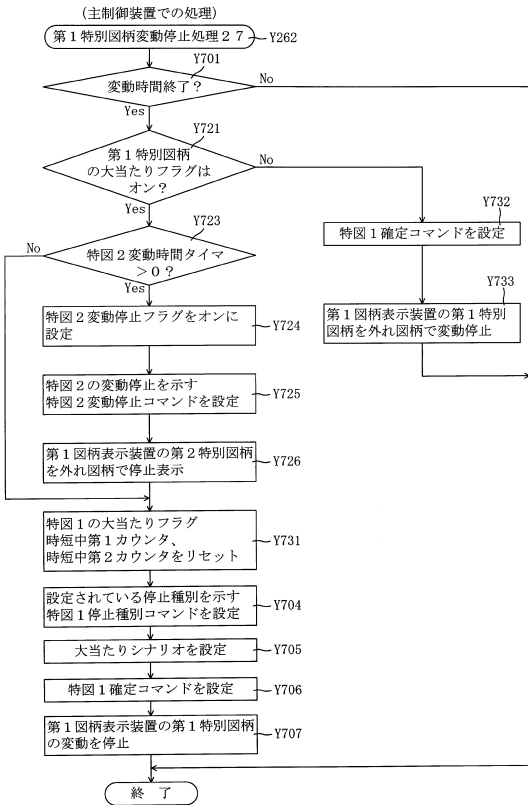 (主制御装置での処理)
第1特別図柄変動停止処理27
Y262
Y701
変動時間終了?
No
Yes
Y721
第1特別図柄
の大当たりフラグは
オン?
No
Yes
Y723
No
特図2変動時間タイマ
>0?
Yes
Y732
特図1確定コマンドを設定
Y733
第1図柄表示装置の第1特別
図柄を外れ図柄で変動停止
特図2変動停止フラグをオンに
設定
Y724
特図2の変動停止を示す
特図2変動停止コマンドを設定
Y725
第1図柄表示装置の第2特別図柄
を外れ図柄で停止表示
Y726
特図1の大当たりフラグ
時短中第1カウンタ、
時短中第2カウンタをリセット
Y731
設定されている停止種別を示す
特図1停止種別コマンドを設定
Y704
大当たりシナリオを設定
Y705
特図1確定コマンドを設定
Y706
第1図柄表示装置の第1特別図柄
の変動を停止
Y707
終 了